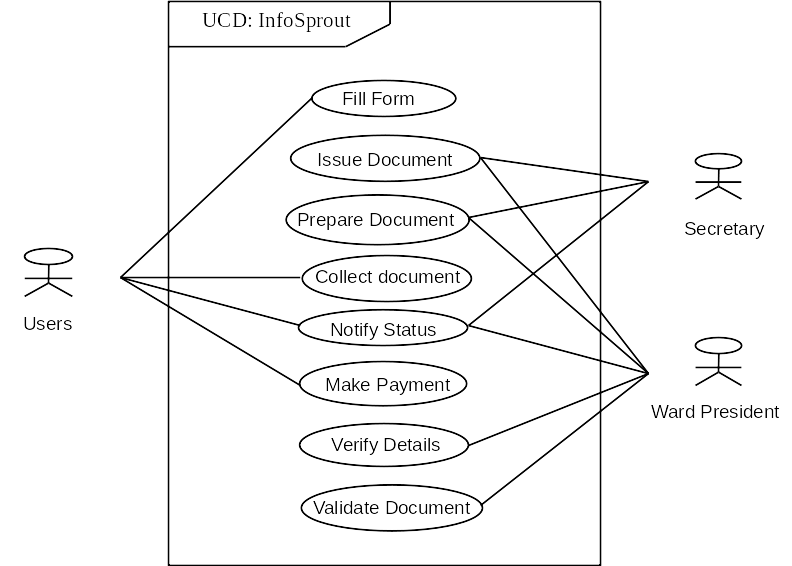 UCD: InfoSprout
Fill Form
Issue Document
Prepare Document
Collect document
Notify Status
Make Payment
Verify Details
Validate Document
Users
Secretary
Ward President